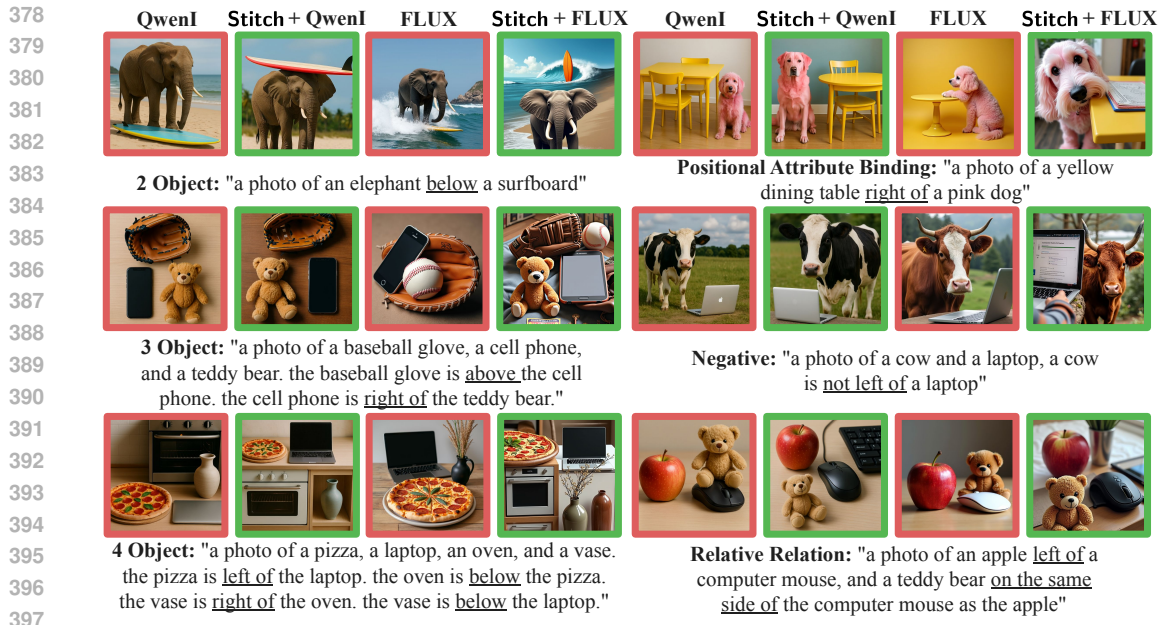 378
379
380
381
382
383
384
385
386
387
388
389
390
391
392
393
394
395
396
397
QwenI Stitch + QwenI FLUX Stitch + FLUX QwenI Stitch + QwenI FLUX Stitch + FLUX
2 Object: "a photo of an elephant below a surfboard"
Positional Attribute Binding: "a photo of a yellow
dining table right of a pink dog"
3 Object: "a photo of a baseball glove, a cell phone,
and a teddy bear. the baseball glove is above the cell
phone. the cell phone is right of the teddy bear."
Negative: "a photo of a cow and a laptop, a cow
is not left of a laptop"
4 Object: "a photo of a pizza, a laptop, an oven, and a vase.
the pizza is left of the laptop. the oven is below the pizza.
the vase is right of the oven. the vase is below the laptop."
Relative Relation: "a photo of an apple left of a
computer mouse, and a teddy bear on the same
side of the computer mouse as the apple"